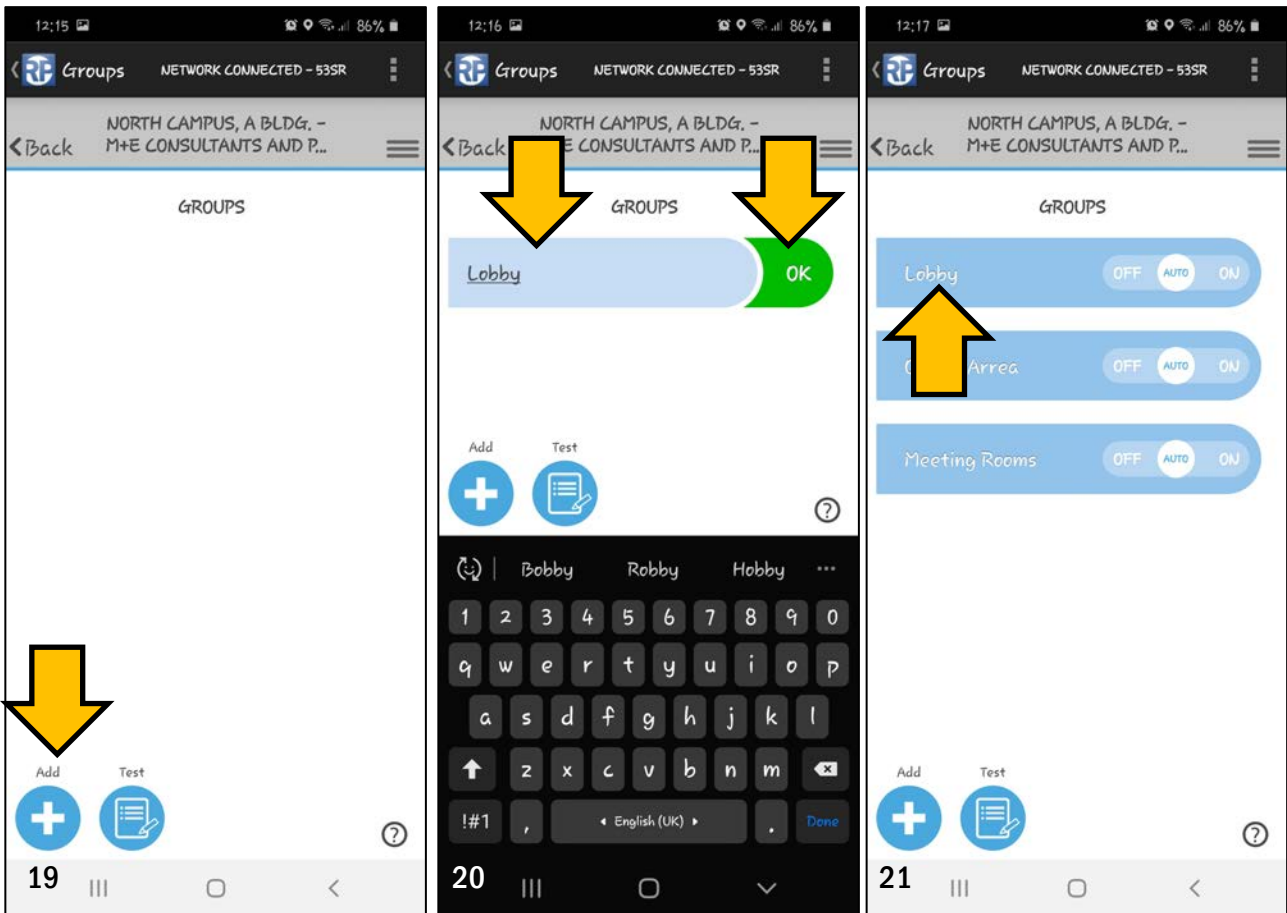 12:15 86%
RF Groups NETWORK CONNECTED - 53SR
Back NORTH CAMPUS, A BLDG. -
M+E CONSULTANTS AND P...
GROUPS
Add Test
?
19
12:16 86%
RF Groups NETWORK CONNECTED - 53SR
Back NORTH CAMPUS, A BLDG. -
E CONSULTANTS AND P...
GROUPS
Lobby OK
Add Test
?
Bobby Robby Hobby ...
1 2 3 4 5 6 7 8 9 0
q w e r t y u i o p
a s d f g h j k l
z x c v b n m
!#1 , English (UK) . Done
20
12:17 86%
RF Groups NETWORK CONNECTED - 53SR
Back NORTH CAMPUS, A BLDG. -
M+E CONSULTANTS AND P...
GROUPS
Lobby OFF AUTO ON
Arrea OFF AUTO ON
Meeting Rooms OFF AUTO ON
Add Test
?
21